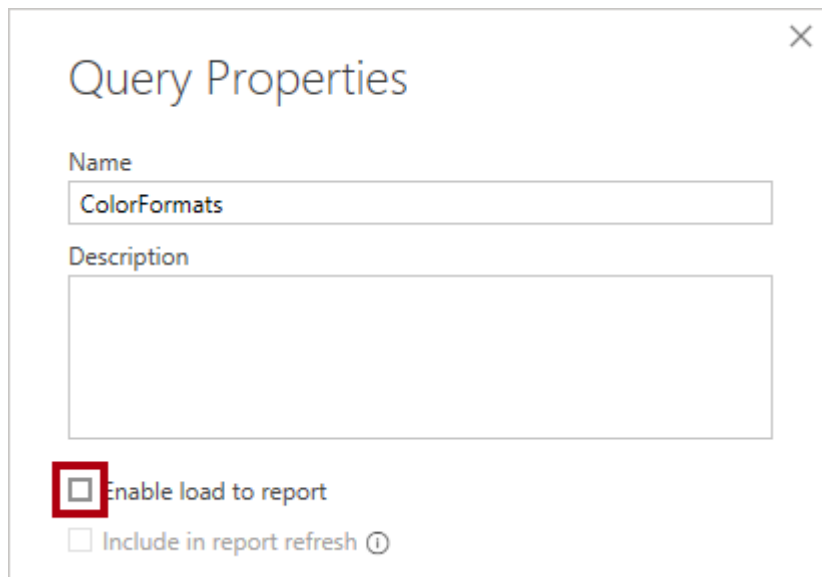 Query Properties
Name
ColorFormats
Description
Enable load to report
Include in report refresh